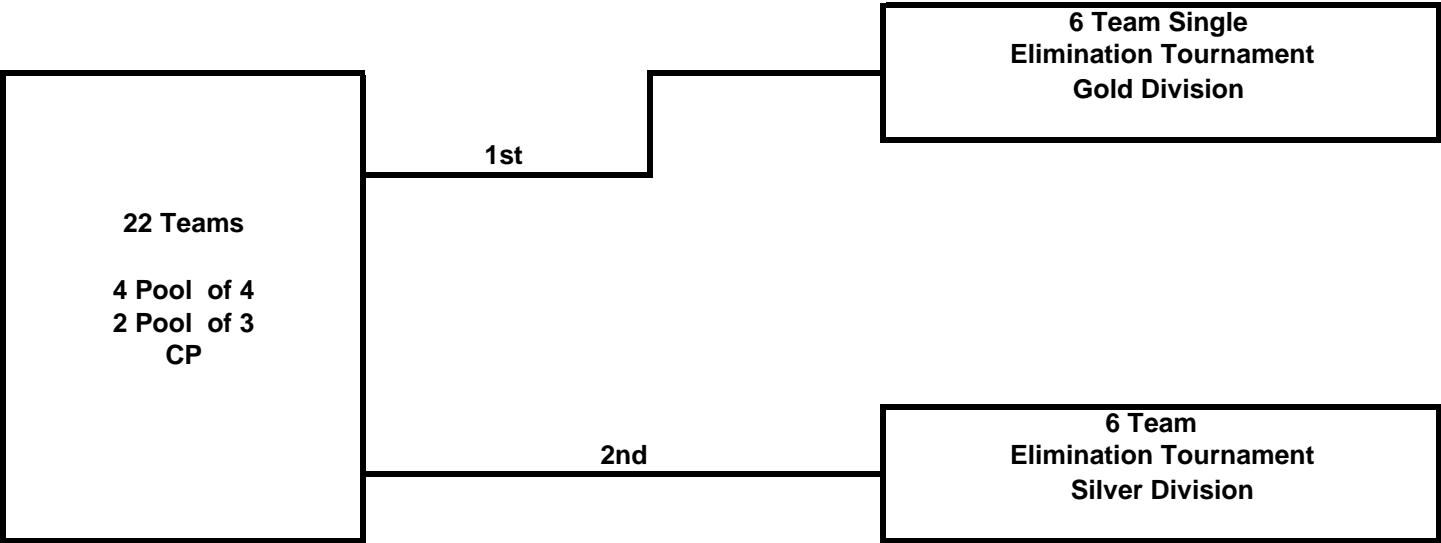 22 Teams
4 Pool of 4
2 Pool of 3
CP
1st
2nd
6 Team Single
Elimination Tournament
Gold Division
6 Team
Elimination Tournament
Silver Division